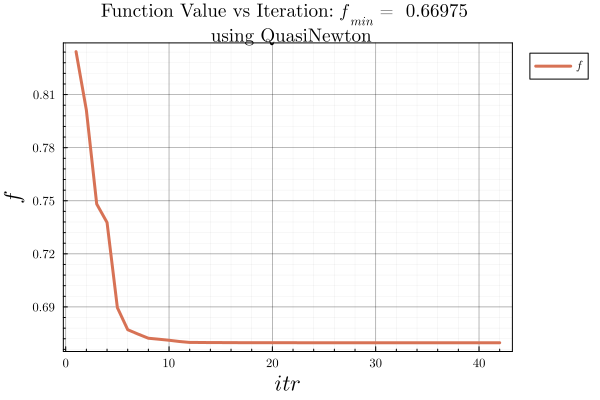 Function Value vs Iteration: f_min = 0.66975
using QuasiNewton
f
0.81
0.78
0.75
0.72
0.69
f
0 10 20 30 40
itr